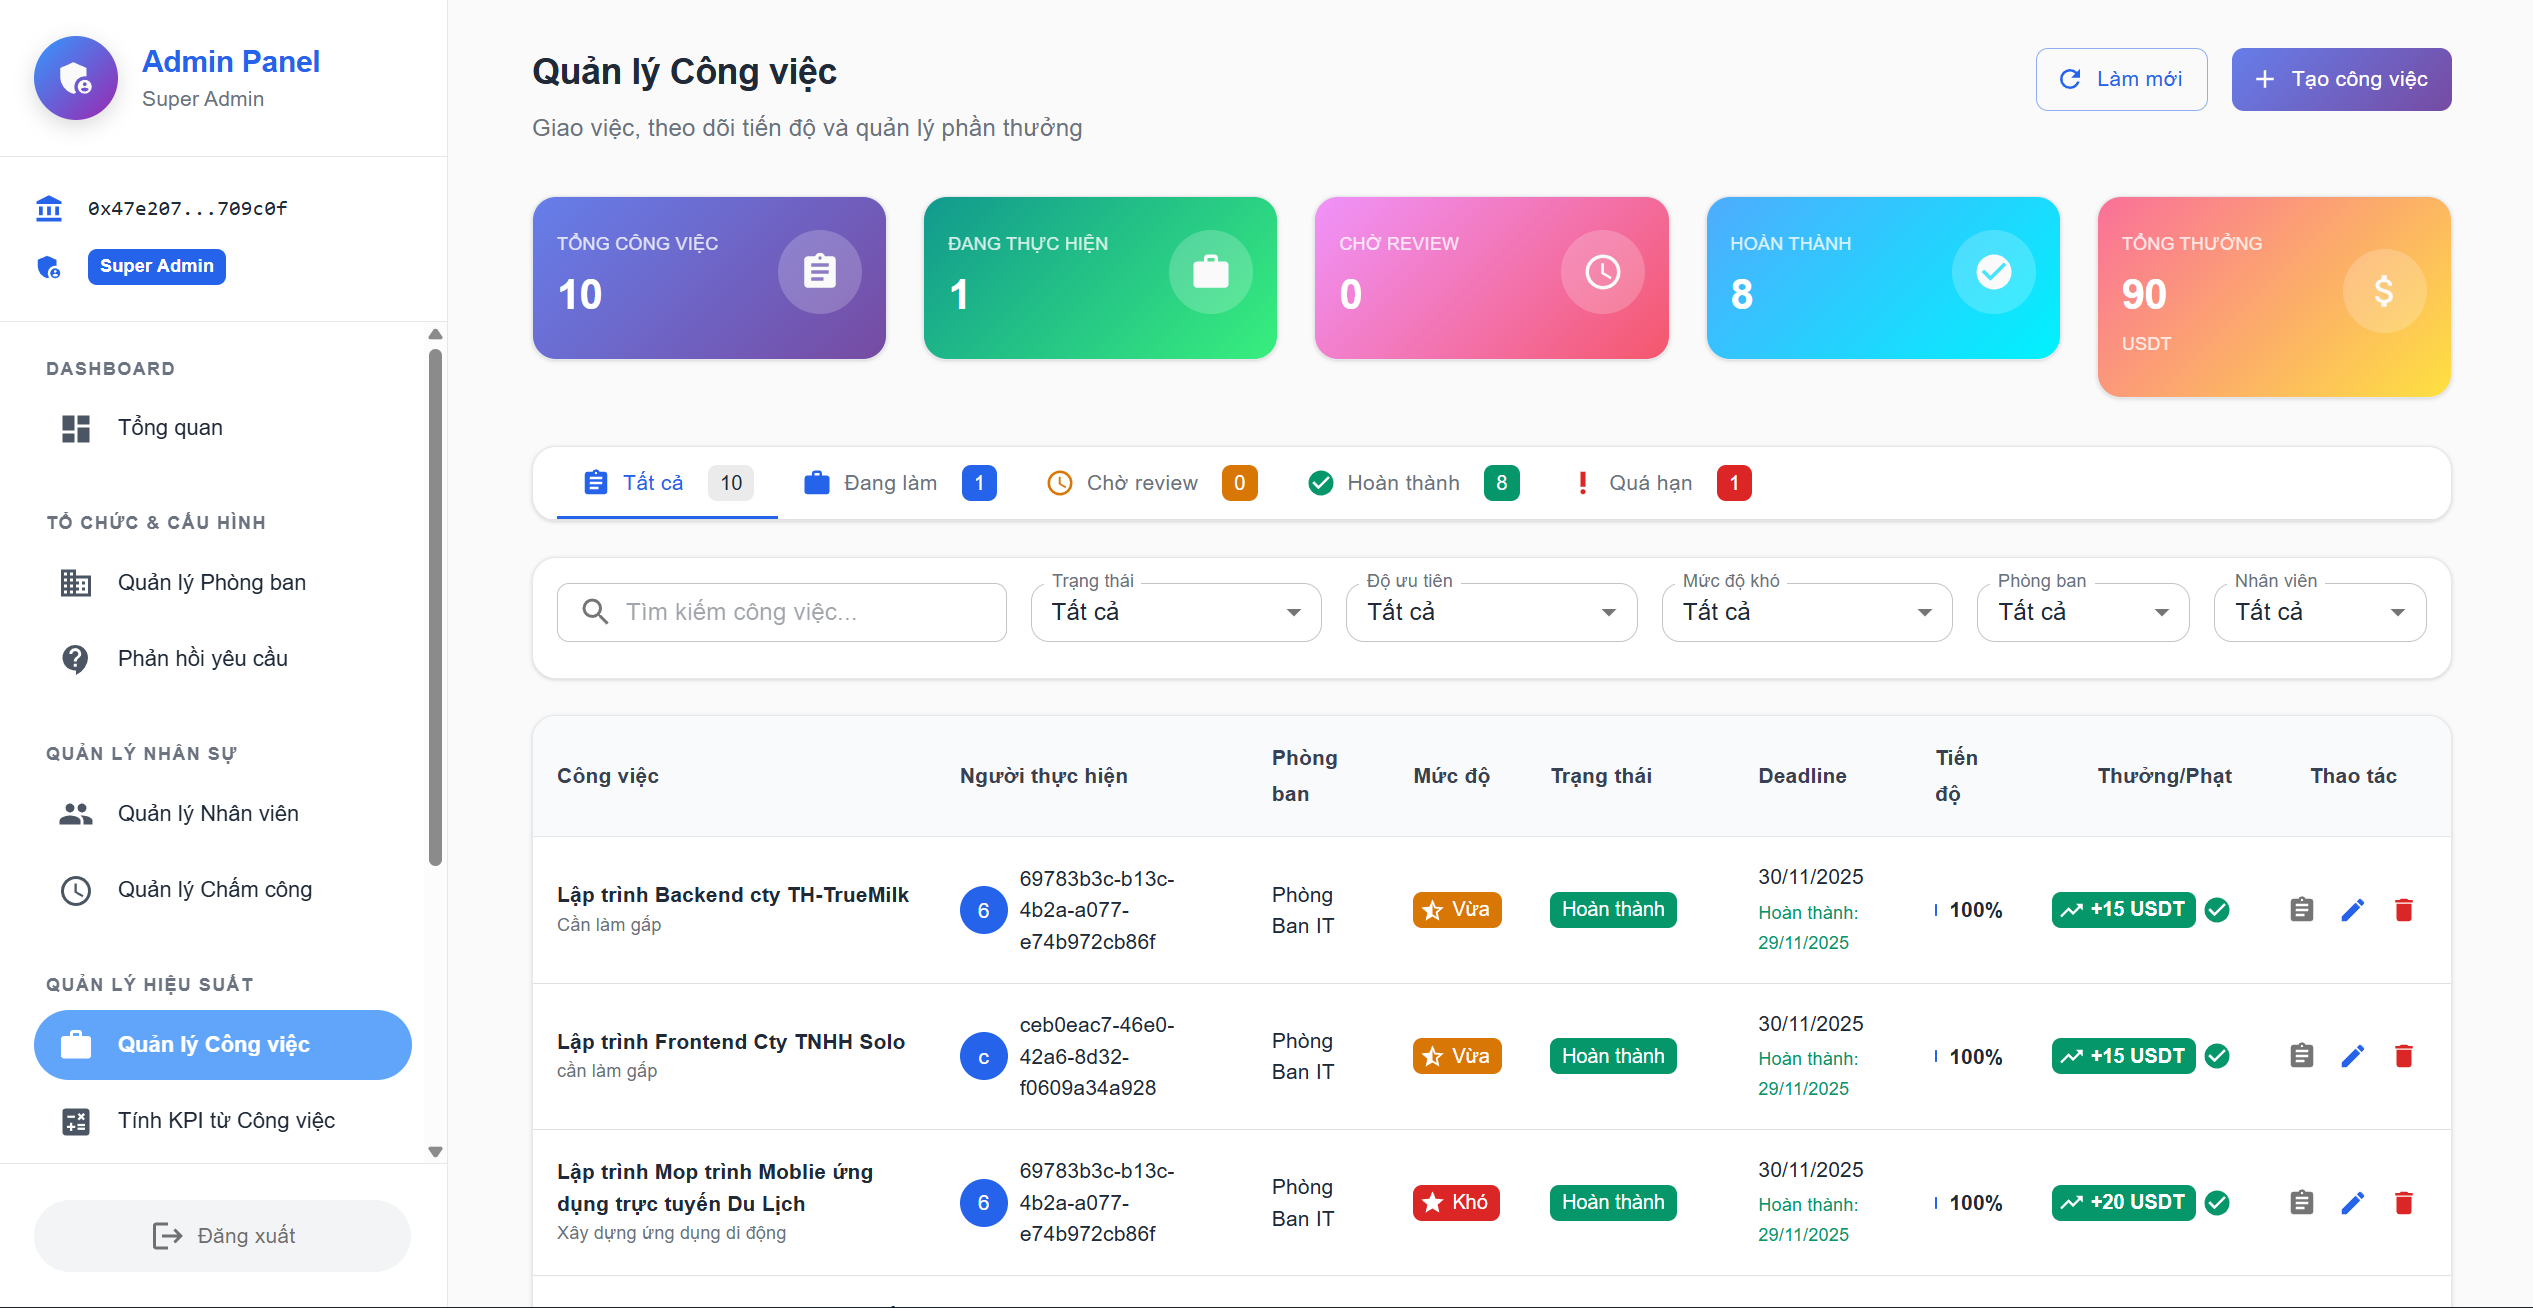 Admin Panel
Super Admin
0x47e207...709c0f
Super Admin
DASHBOARD
Tổng quan
TỔ CHỨC & CẤU HÌNH
Quản lý Phòng ban
Phản hồi yêu cầu
QUẢN LÝ NHÂN SỰ
Quản lý Nhân viên
Quản lý Chấm công
QUẢN LÝ HIỆU SUẤT
Quản lý Công việc
Tính KPI từ Công việc
Đăng xuất
Quản lý Công việc
Giao việc, theo dõi tiến độ và quản lý phần thưởng
Làm mới
Tạo công việc
TỔNG CÔNG VIỆC
10
ĐANG THỰC HIỆN
1
CHỜ REVIEW
0
HOÀN THÀNH
8
TỔNG THƯỞNG
90
USDT
Tất cả 10
Đang làm 1
Chờ review 0
Hoàn thành 8
Quá hạn 1
Tìm kiếm công việc...
Trạng thái
Tất cả
Độ ưu tiên
Tất cả
Mức độ khó
Tất cả
Phòng ban
Tất cả
Nhân viên
Tất cả
Công việc
Người thực hiện
Phòng
ban
Mức độ
Trạng thái
Deadline
Tiến
độ
Thưởng/Phạt
Thao tác
Lập trình Backend cty TH-TrueMilk
Cần làm gấp
6
69783b3c-b13c-
4b2a-a077-
e74b972cb86f
Phòng
Ban IT
Vừa
Hoàn thành
30/11/2025
Hoàn thành:
29/11/2025
100%
+15 USDT
Lập trình Frontend Cty TNHH Solo
cần làm gấp
c
ceb0eac7-46e0-
42a6-8d32-
f0609a34a928
Phòng
Ban IT
Vừa
Hoàn thành
30/11/2025
Hoàn thành:
29/11/2025
100%
+15 USDT
Lập trình Mop trình Moblie ứng
dụng trực tuyến Du Lịch
Xây dựng ứng dụng di động
6
69783b3c-b13c-
4b2a-a077-
e74b972cb86f
Phòng
Ban IT
Khó
Hoàn thành
30/11/2025
Hoàn thành:
29/11/2025
100%
+20 USDT